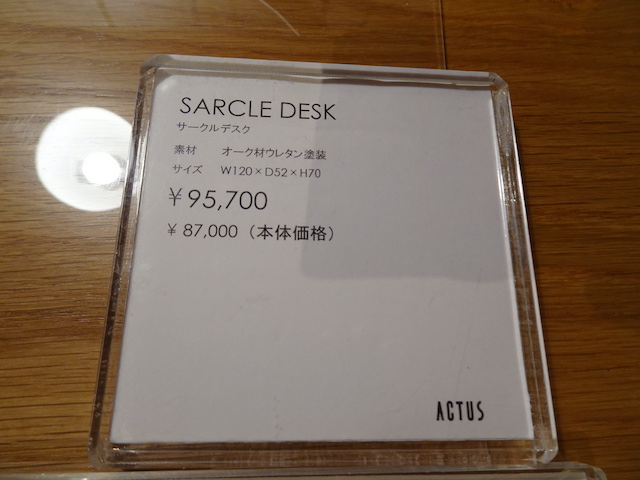 SARCLE DESK
サークルデスク
素材 オーク材ウレタン塗装
サイズ W120×D52×H70
¥95,700
¥87,000（本体価格）
ACTUS